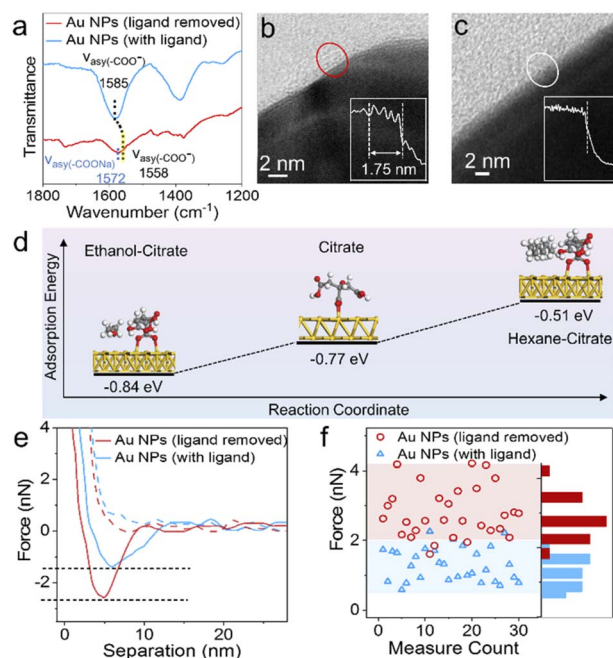 a
Au NPs (ligand removed)
Au NPs (with ligand)
Vasy(-COO⁻)
1585
Vasy(-COONa)
1572
Vasy(-COO⁻)
1558
Transmittance
1800 1600 1400 1200
Wavenumber (cm⁻¹)
b
2 nm
1.75 nm
c
2 nm
d
Adsorption Energy
Ethanol-Citrate
-0.84 eV
Citrate
-0.77 eV
-0.51 eV
Hexane-Citrate
Reaction Coordinate
e
Au NPs (ligand removed)
Au NPs (with ligand)
Force (nN)
4
2
0
-2
0 10 20
Separation (nm)
f
Au NPs (ligand removed)
Au NPs (with ligand)
Force (nN)
4
2
0
0 10 20 30
Measure Count